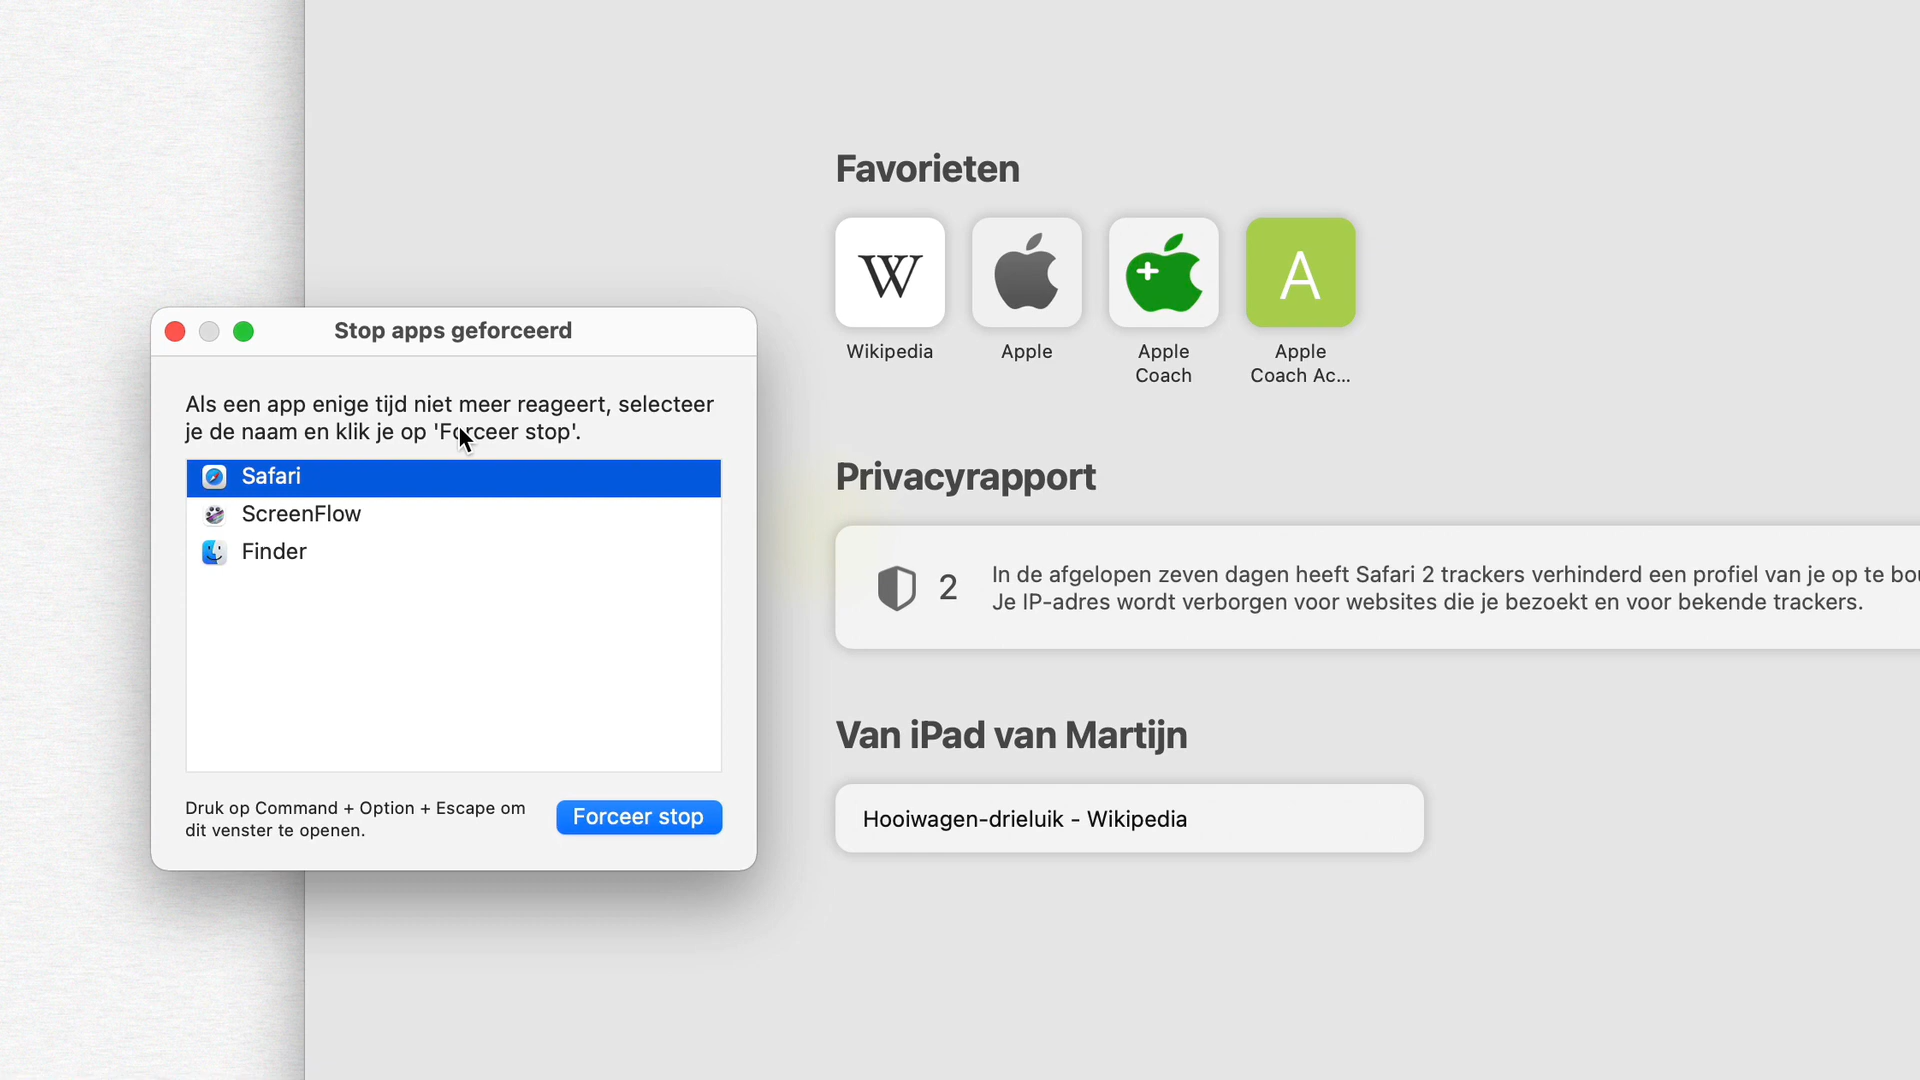 Favorieten
W
A
Wikipedia
Apple
Apple
Coach
Apple
Coach Ac...
Stop apps geforceerd
Als een app enige tijd niet meer reageert, selecteer
je de naam en klik je op 'Forceer stop'.
Safari
ScreenFlow
Finder
Druk op Command + Option + Escape om
dit venster te openen.
Forceer stop
Privacyrapport
2
In de afgelopen zeven dagen heeft Safari 2 trackers verhinderd een profiel van je op te
Je IP-adres wordt verborgen voor websites die je bezoekt en voor bekende trackers.
Van iPad van Martijn
Hooiwagen-drieluik - Wikipedia